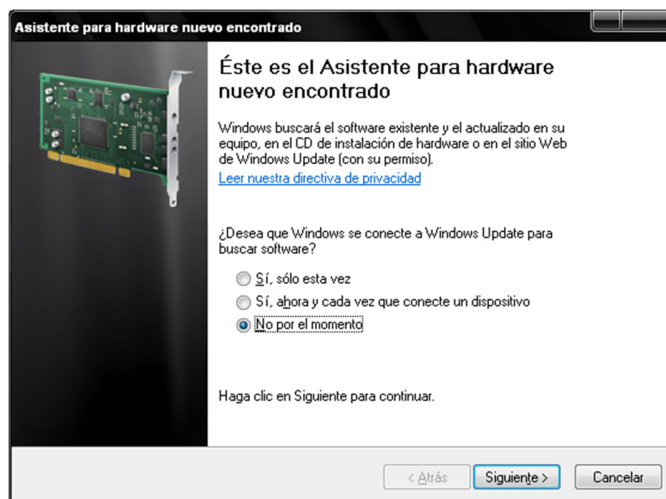 Asistente para hardware nuevo encontrado
Éste es el Asistente para hardware
nuevo encontrado
Windows buscará el software existente y el actualizado en su
equipo, en el CD de instalación de hardware o en el sitio Web
de Windows Update (con su permiso).
Leer nuestra directiva de privacidad
¿Desea que Windows se conecte a Windows Update para
buscar software?
Sí, sólo esta vez
Sí, ahora y cada vez que conecte un dispositivo
No por el momento
Haga clic en Siguiente para continuar.
< Atrás Siguiente > Cancelar